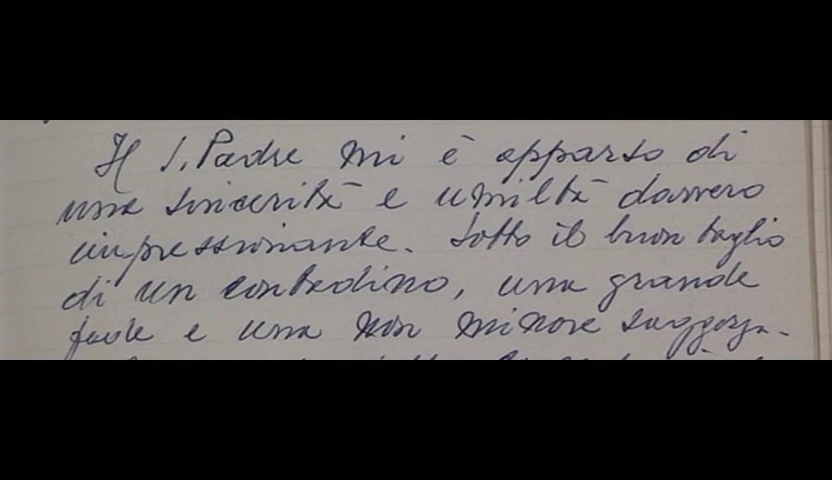 Il S. Padre mi è apparso di
una sincerità e umiltà davvero
impressionante. Sotto il buon taglio
di un contadino, una grande
fede e una non minore saggezza.